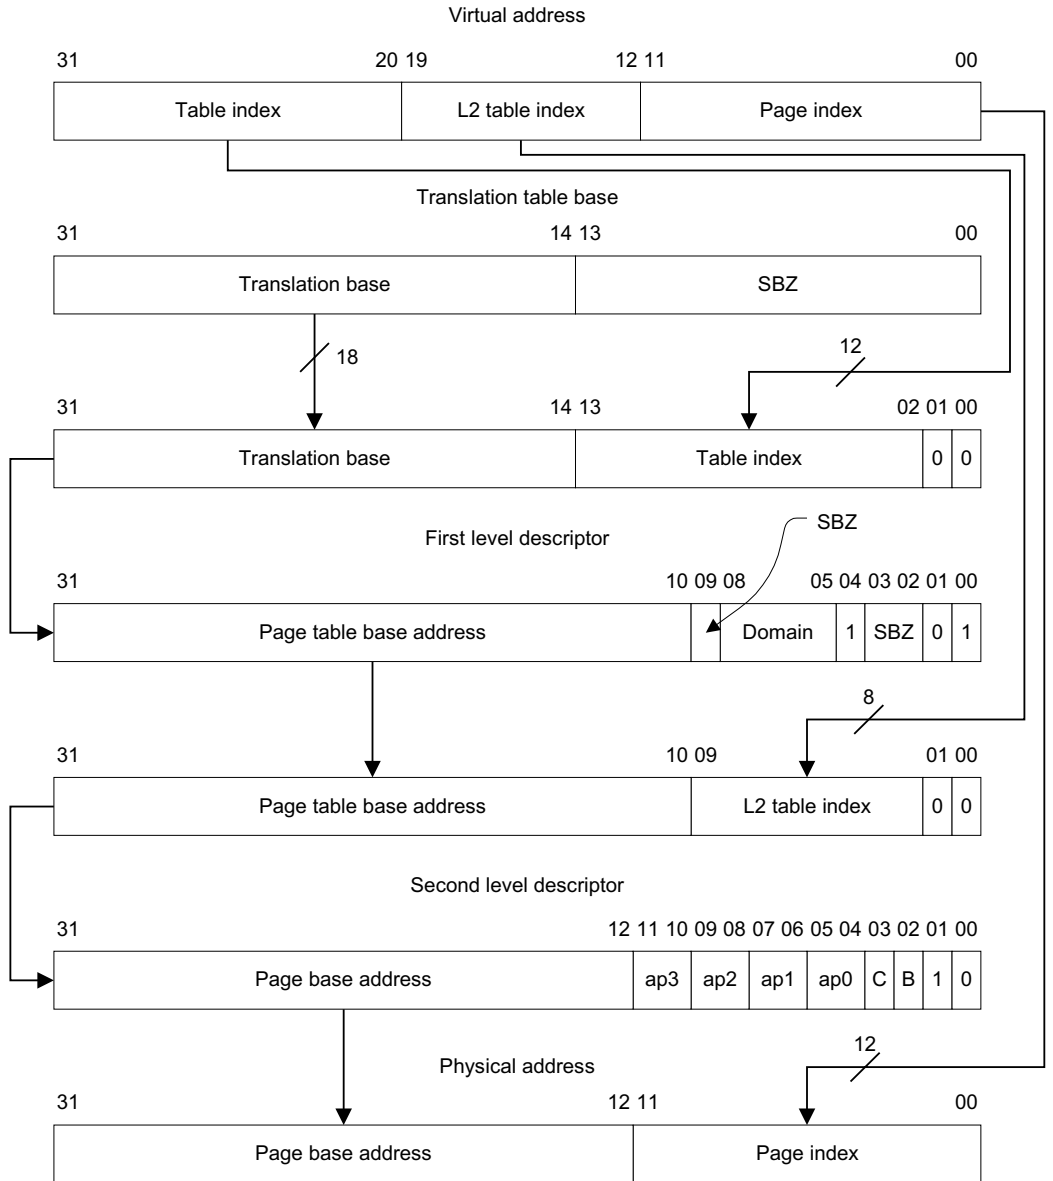 Virtual address
31 20 19 12 11 00
Table index L2 table index Page index
Translation table base
31 14 13 00
Translation base SBZ
18 12
31 14 13 02 01 00
Translation base Table index 0 0
SBZ
First level descriptor
31 10 09 08 05 04 03 02 01 00
Page table base address Domain 1 SBZ 0 1
8
31 10 09 01 00
Page table base address L2 table index 0 0
Second level descriptor
31 12 11 10 09 08 07 06 05 04 03 02 01 00
Page base address ap3 ap2 ap1 ap0 C B 1 0
12
Physical address
31 12 11 00
Page base address Page index